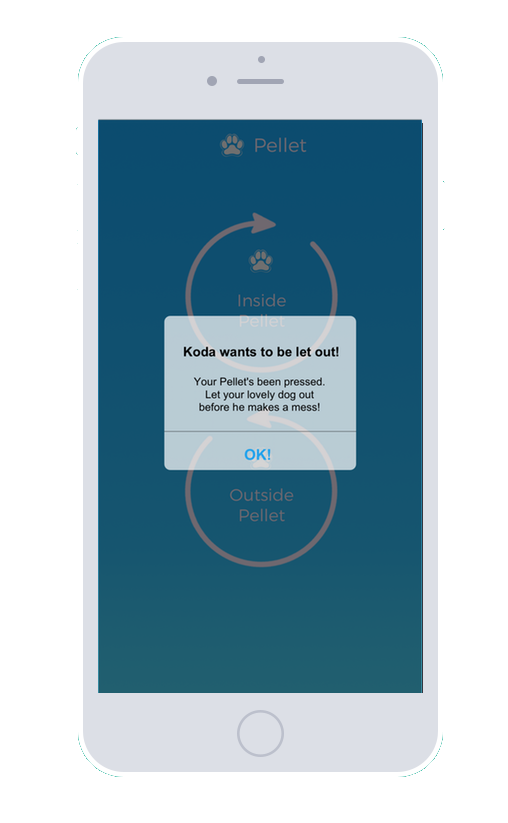 Pellet
Inside
Pellet
Koda wants to be let out!
Your Pellet's been pressed.
Let your lovely dog out
before he makes a mess!
OK!
Outside
Pellet